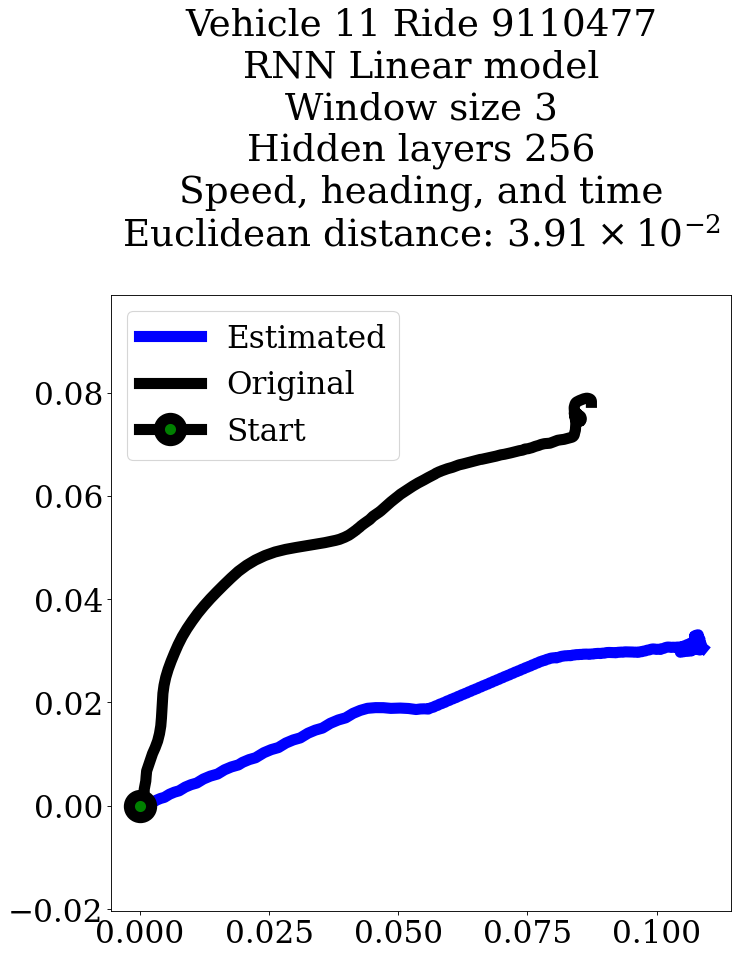 Vehicle 11 Ride 9110477
RNN Linear model
Window size 3
Hidden layers 256
Speed, heading, and time
Euclidean distance: 3.91 × 10⁻²
Estimated
Original
Start
0.08
0.06
0.04
0.02
0.00
−0.02
0.000 0.025 0.050 0.075 0.100